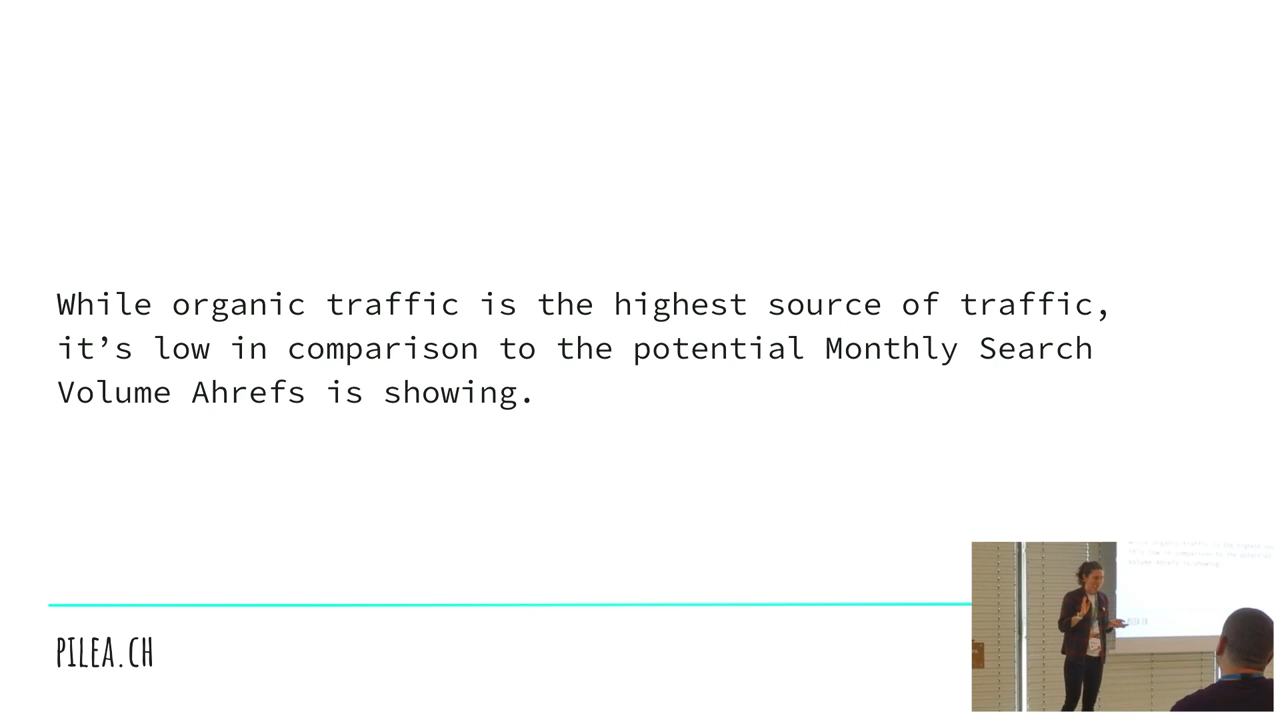 While organic traffic is the highest source of traffic,
it’s low in comparison to the potential Monthly Search
Volume Ahrefs is showing.
PILEA.CH